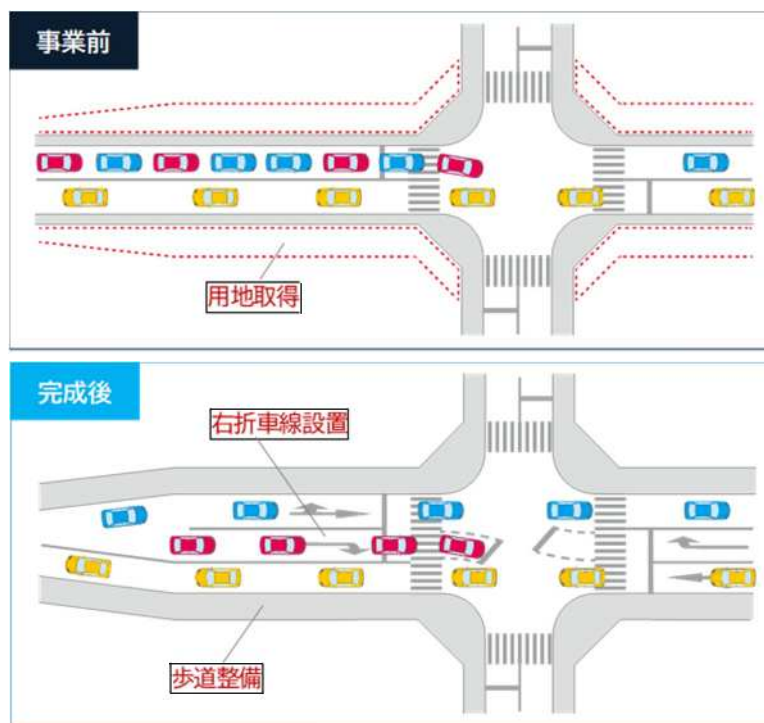 事業前
用地取得
完成後
右折車線設置
歩道整備